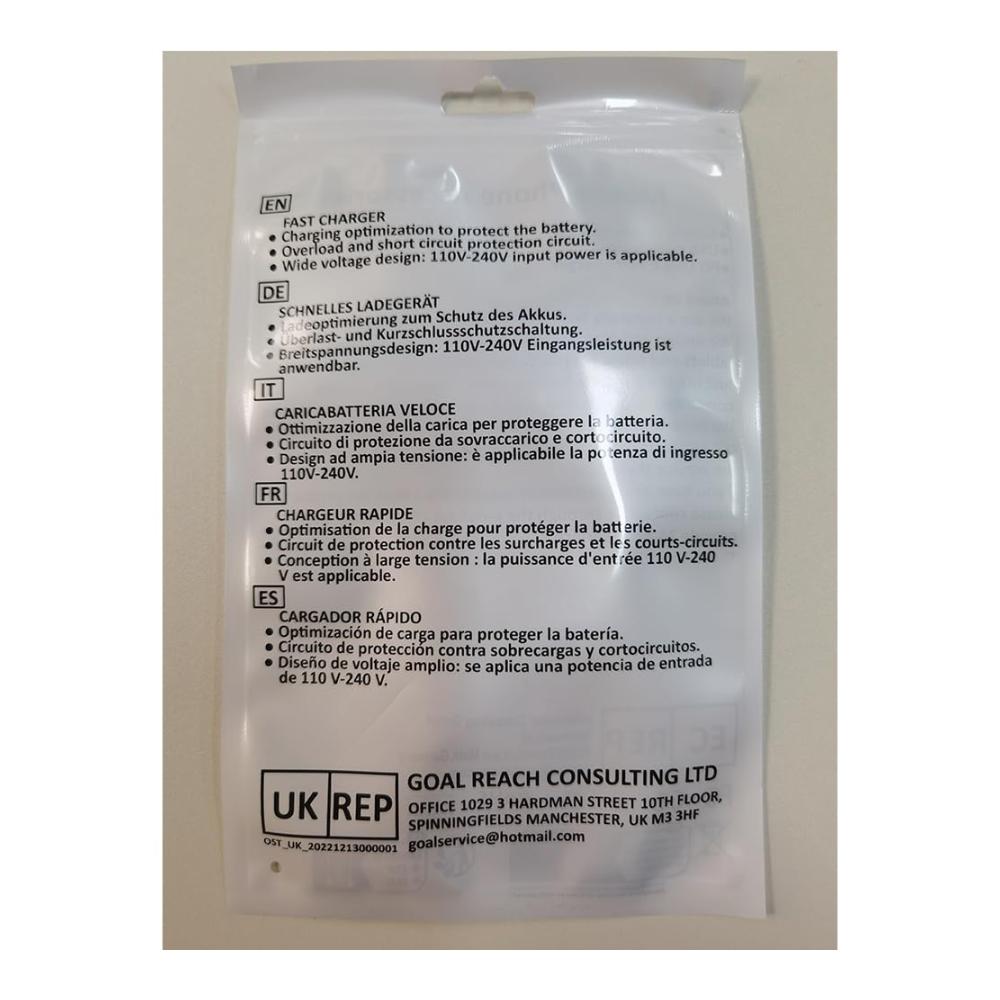 EN
FAST CHARGER
• Charging optimization to protect the battery.
• Overload and short circuit protection circuit.
• Wide voltage design: 110V-240V input power is applicable.
DE
SCHNELLES LADEGERÄT
• Ladeoptimierung zum Schutz des Akkus.
• Überlast- und Kurzschlussschutzschaltung.
• Breitspannungsdesign: 110V-240V Eingangsleistung ist
anwendbar.
IT
CARICABATTERIA VELOCE
• Ottimizzazione della carica per proteggere la batteria.
• Circuito di protezione da sovraccarico e cortocircuito.
• Design ad ampia tensione: è applicabile la potenza di ingresso
110V-240V.
FR
CHARGEUR RAPIDE
• Optimisation de la charge pour protéger la batterie.
• Circuit de protection contre les surcharges et les courts-circuits.
• Conception à large tension : la puissance d'entrée 110 V-240
V est applicable.
ES
CARGADOR RÁPIDO
• Optimización de carga para proteger la batería.
• Circuito de protección contra sobrecargas y cortocircuitos.
• Diseño de voltaje amplio: se aplica una potencia de entrada
de 110 V-240 V.
UK REP
OST_UK_20221213000001
GOAL REACH CONSULTING LTD
OFFICE 1029 3 HARDMAN STREET 10TH FLOOR,
SPINNINGFIELDS MANCHESTER, UK M3 3HF
goalservice@hotmail.com
EC REP